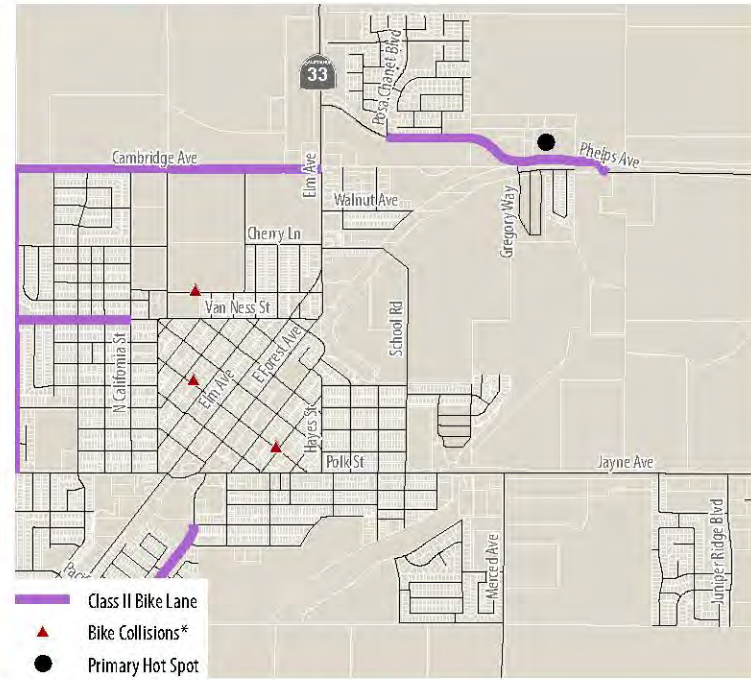 CALIFORNIA
33
Posa Chanet Blvd
Phelps Ave
Cambridge Ave
Elm Ave
Walnut Ave
Gregory Way
Cherry Ln
Van Ness St
School Rd
N California St
Elm Ave
E Forest Ave
Hayes St
Polk St
Jayne Ave
Merced Ave
Juniper Ridge Blvd
Class II Bike Lane
Bike Collisions*
Primary Hot Spot